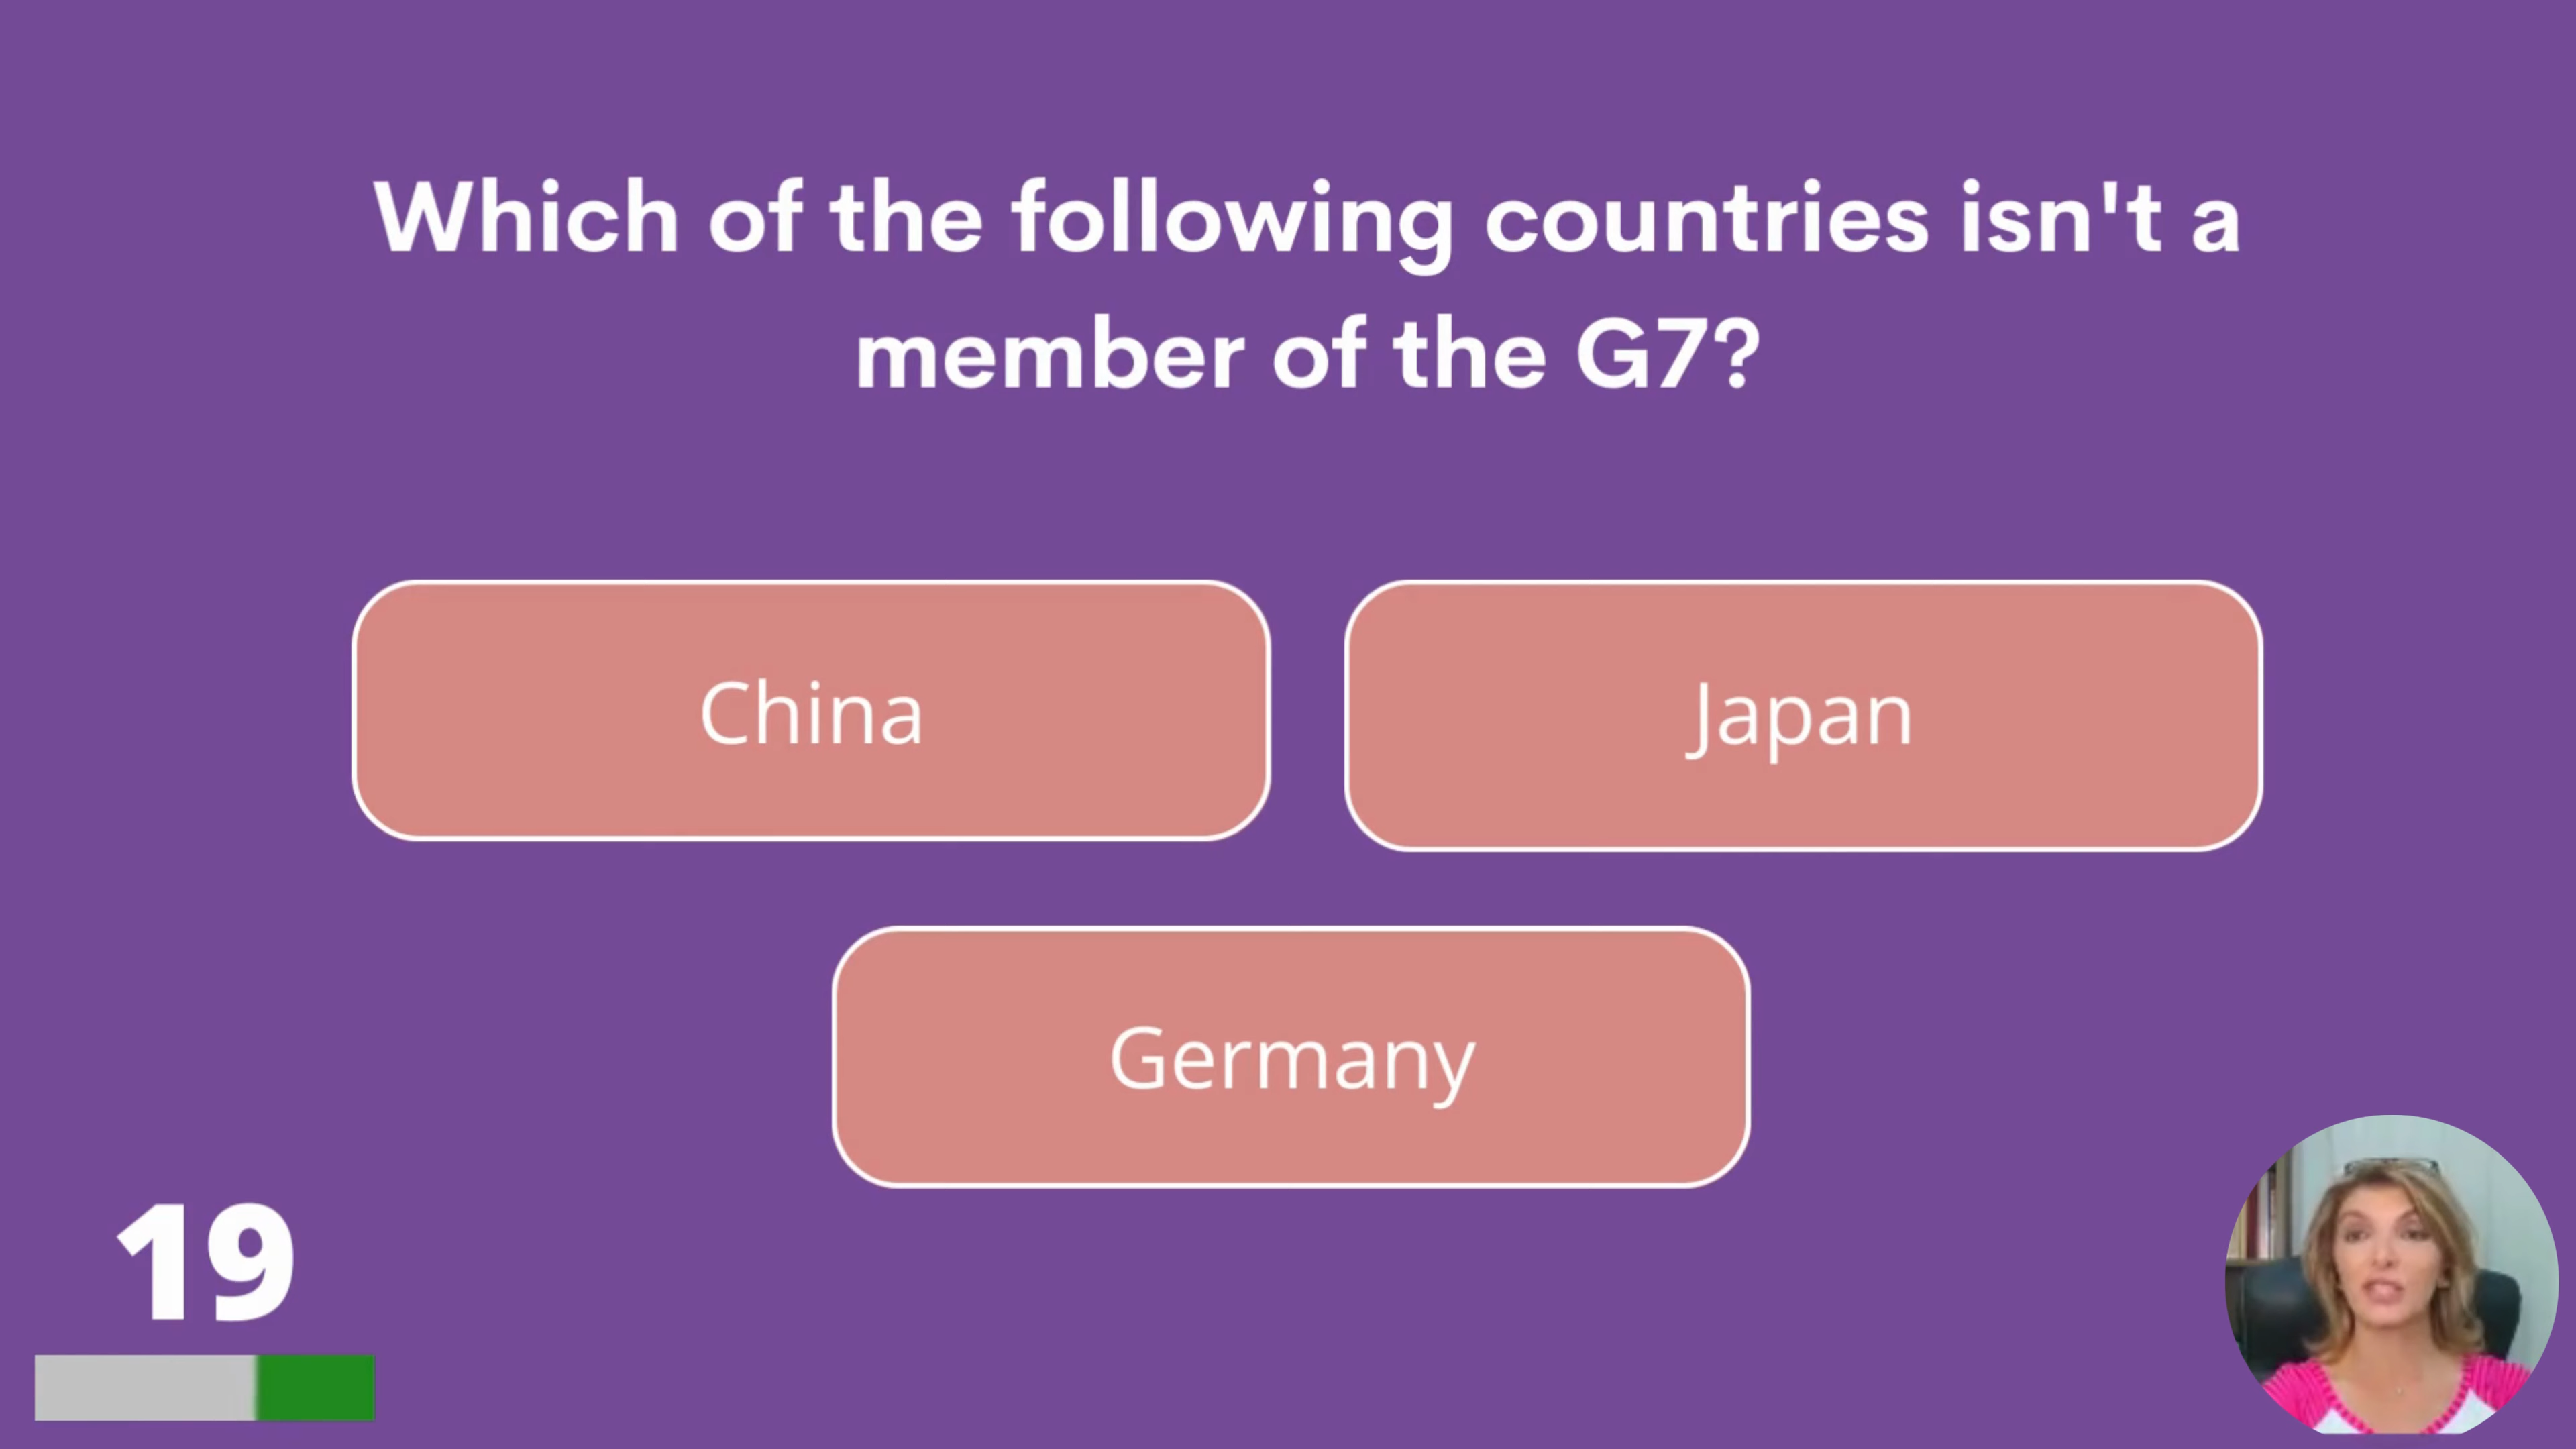 Which of the following countries isn't a
member of the G7?
China
Japan
Germany
19